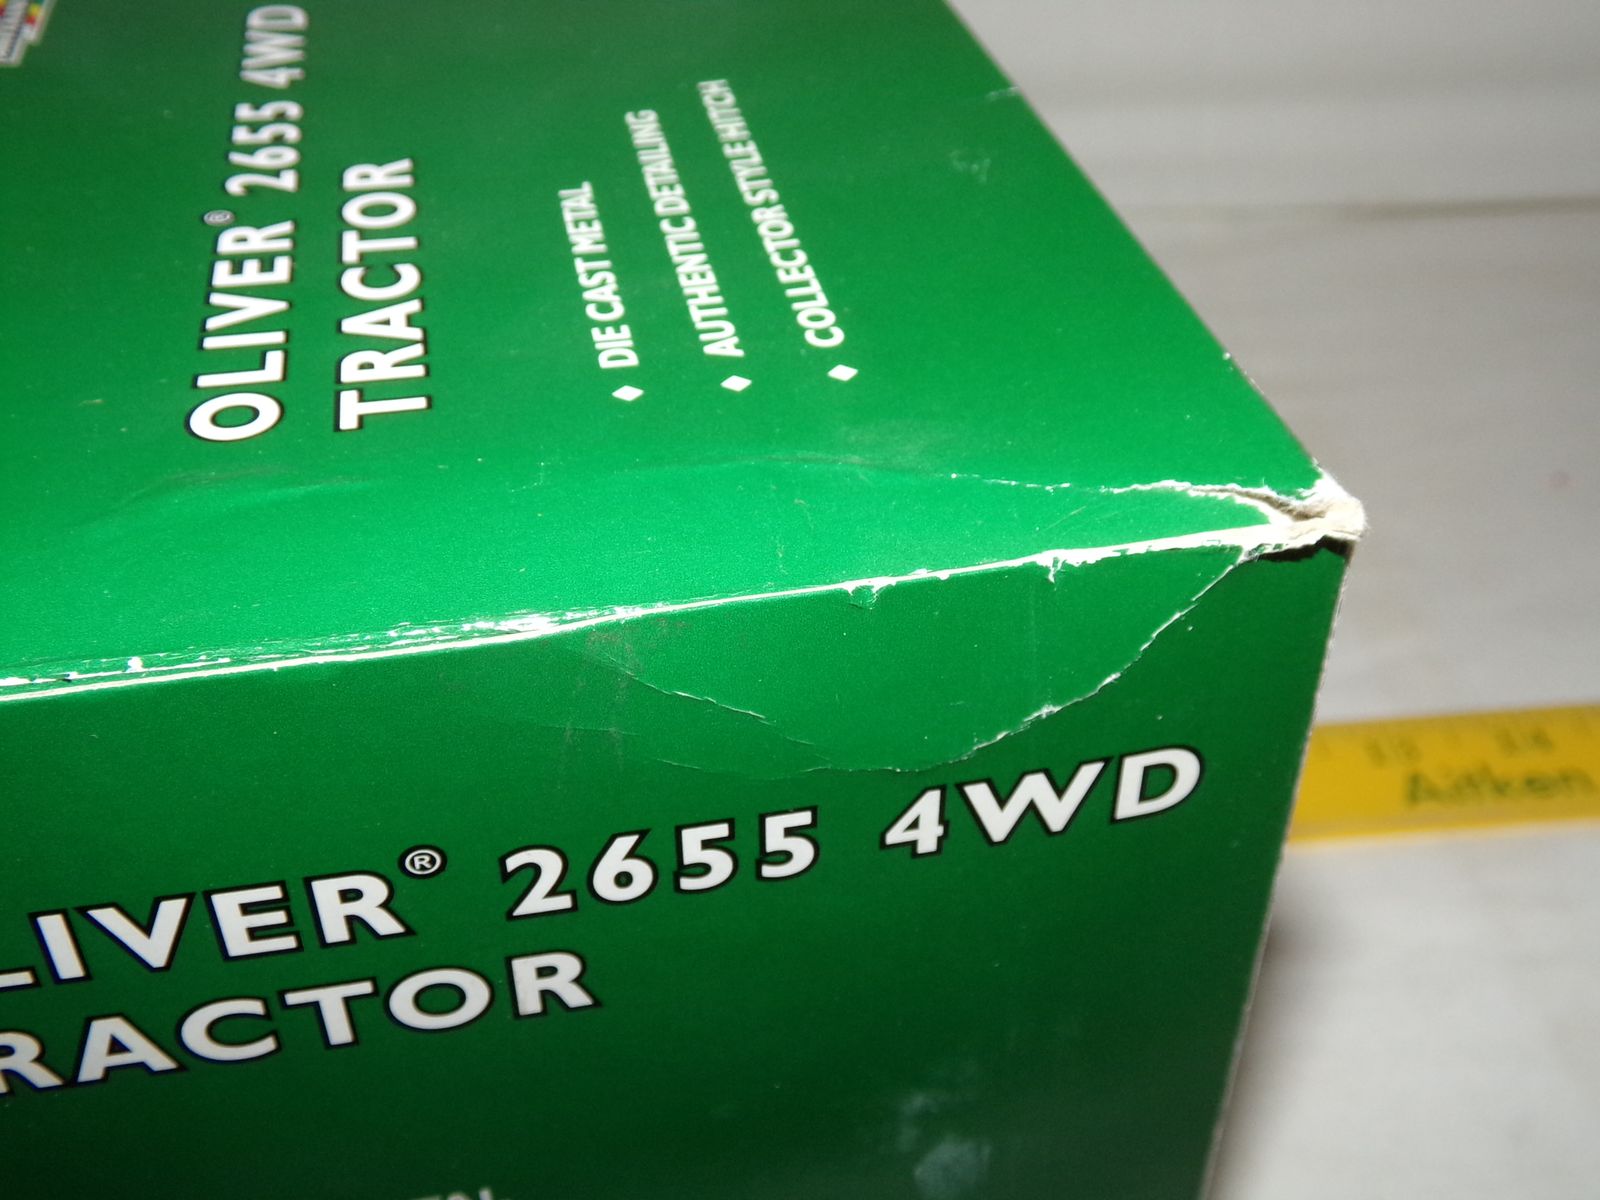 OLIVER® 2655 4WD
TRACTOR
♦ DIE CAST METAL
♦ AUTHENTIC DETAILING
♦ COLLECTOR STYLE HITCH
LIVER® 2655 4WD
RACTOR
Aitken